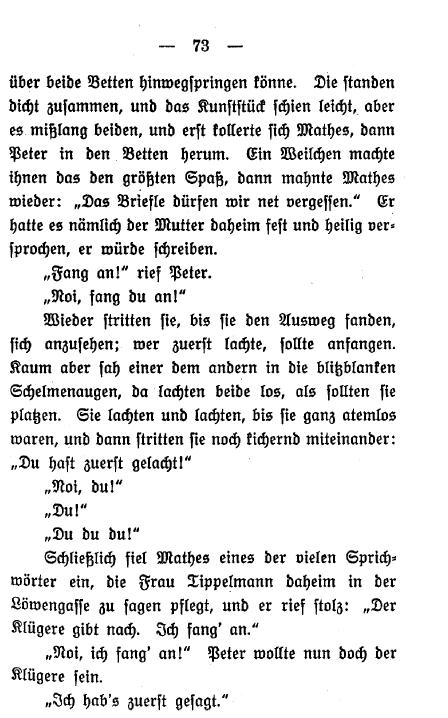 — 73 —
über beide Betten hinwegspringen könne. Die standen
dicht zusammen, und das Kunststück schien leicht, aber
es mißlang beiden, und erst kollerte sich Mathes, dann
Peter in den Betten herum. Ein Weilchen machte
ihnen das den größten Spaß, dann mahnte Mathes
wieder: „Das Briefle dürfen wir net vergessen.“ Er
hatte es nämlich der Mutter daheim fest und heilig ver-
sprochen, er würde schreiben.
„Fang an!“ rief Peter.
„Noi, fang du an!“
Wieder stritten sie, bis sie den Ausweg fanden,
sich anzusehen; wer zuerst lachte, sollte anfangen.
Kaum aber sah einer dem andern in die blitzblanken
Schelmenaugen, da lachten beide los, als sollten sie
platzen. Sie lachten und lachten, bis sie ganz atemlos
waren, und dann stritten sie noch kichernd miteinander:
„Du hast zuerst gelacht!“
„Noi, du!“
„Du!“
„Du du du!“
Schließlich fiel Mathes eines der vielen Sprich-
wörter ein, die Frau Tippelmann daheim in der
Löwengasse zu sagen pflegt, und er rief stolz: „Der
Klügere gibt nach. Ich fang' an.“
„Noi, ich fang' an!“ Peter wollte nun doch der
Klügere sein.
„Ich hab's zuerst gesagt.“